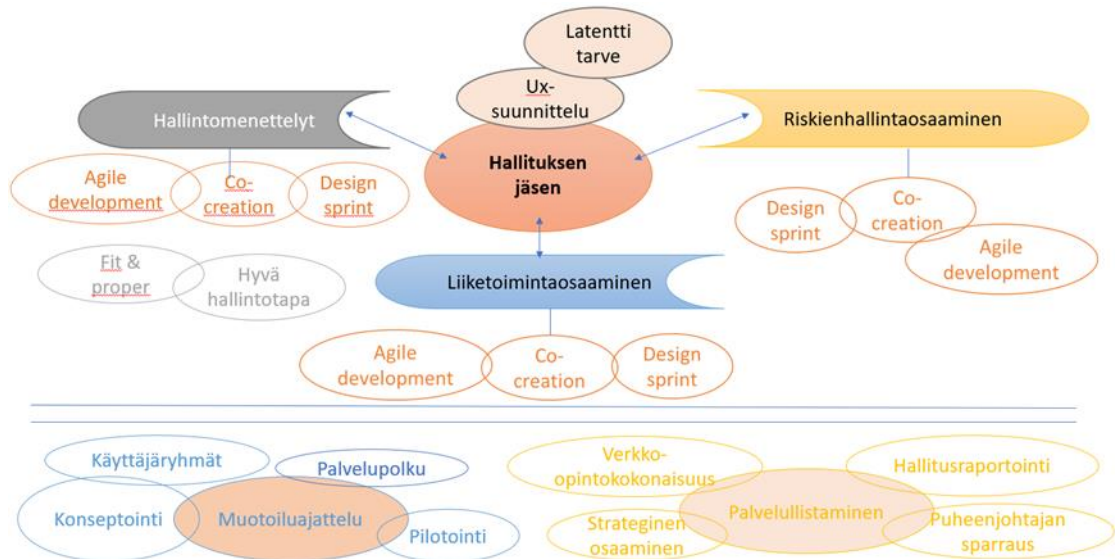 Latentti
tarve
Ux-
suunnittelu
Hallintomenettelyt
Riskienhallintaosaaminen
Hallituksen
jäsen
Agile
development
Co-
creation
Design
sprint
Design
sprint
Co-
creation
Agile
development
Fit &
proper
Hyvä
hallintotapa
Liiketoimintaosaaminen
Agile
development
Co-
creation
Design
sprint
Käyttäjäryhmät
Palvelupolku
Konseptointi
Muotoiluajattelu
Pilotointi
Verkko-
opintokokonaisuus
Hallitusraportointi
Palvelullistaminen
Strateginen
osaaminen
Puheenjohtajan
sparraus